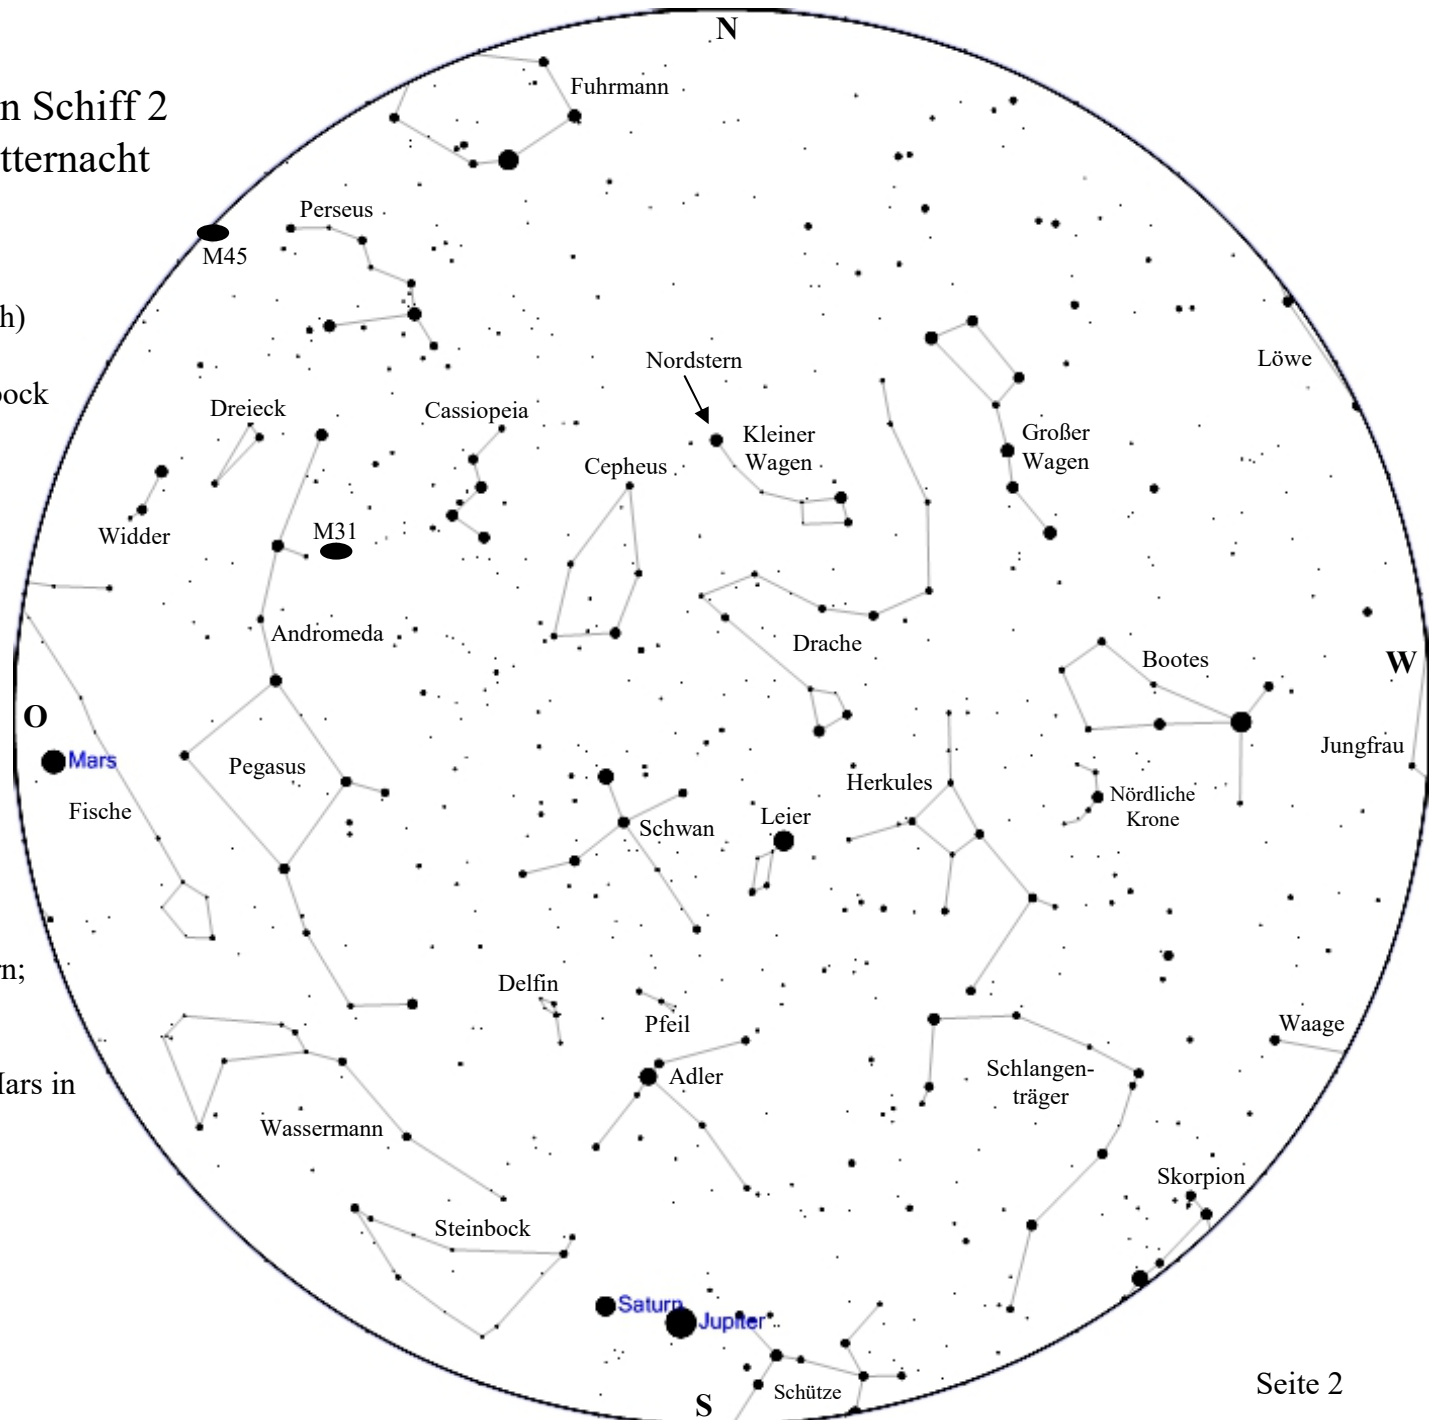 N
n Schiff 2
Fuhrmann
tternacht
Perseus
M45
h)
Löwe
Nordstern
bock
Dreieck
Cassiopeia
Kleiner
Wagen
Großer
Wagen
Cepheus
Widder
M31
Andromeda
Drache
Bootes
W
O
Mars
Pegasus
Jungfrau
Fische
Herkules
Nördliche
Krone
Schwan
Leier
rn;
Delfin
Pfeil
Waage
Mars in
Adler
Schlangen-
träger
Wassermann
Skorpion
Steinbock
Saturn
Jupiter
Schütze
S
Seite 2